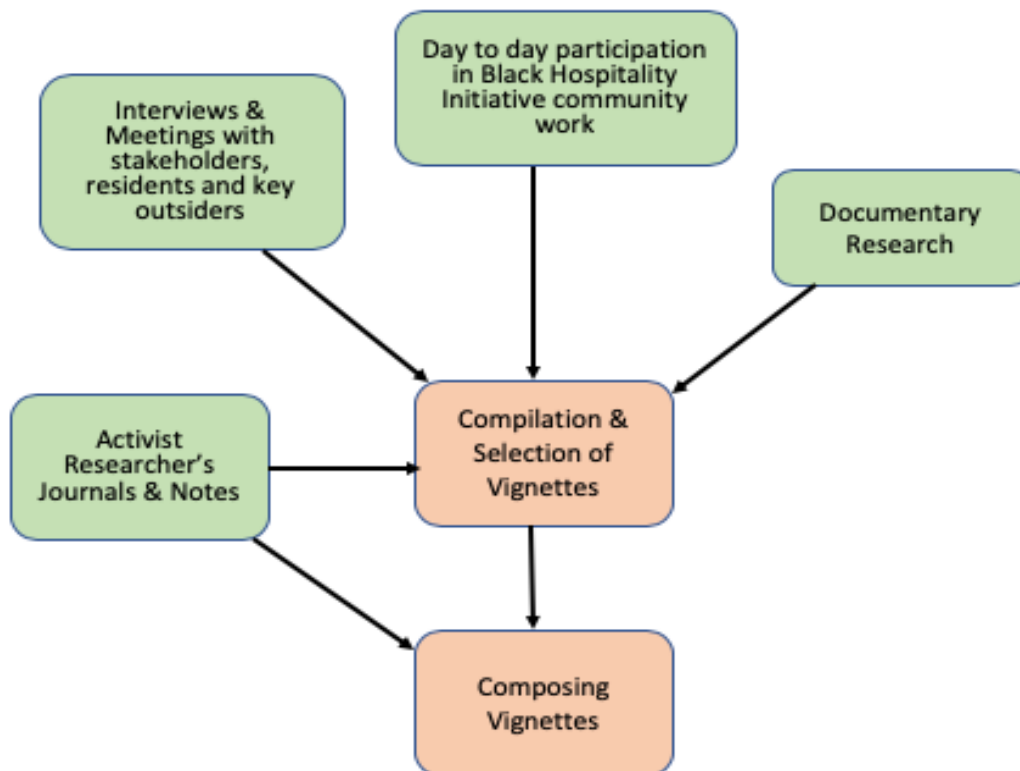 Day to day participation
in Black Hospitality
Initiative community
work
Interviews &
Meetings with
stakeholders,
residents and key
outsiders
Documentary
Research
Activist
Researcher’s
Journals & Notes
Compilation &
Selection of
Vignettes
Composing
Vignettes